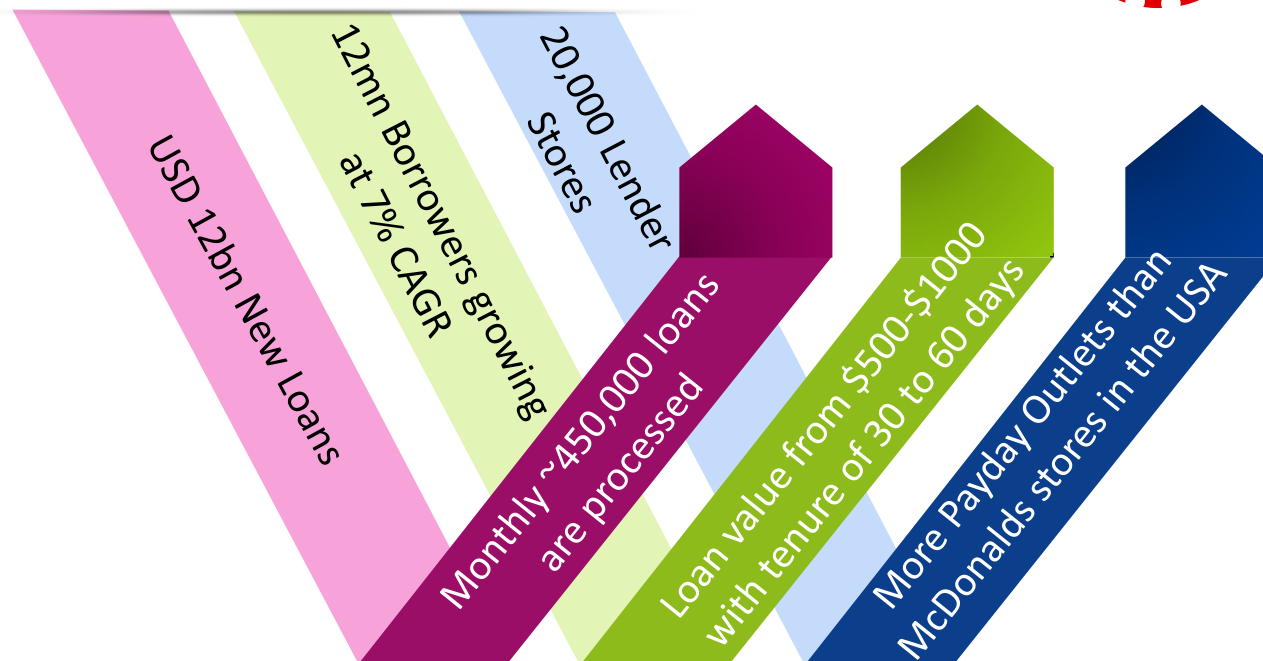 USD 12bn New Loans
12mn Borrowers growing
at 7% CAGR
20,000 Lender
Stores
Monthly ~450,000 loans
are processed
Loan value from $500-$1000
with tenure of 30 to 60 days
More Payday Outlets than
McDonalds stores in the USA